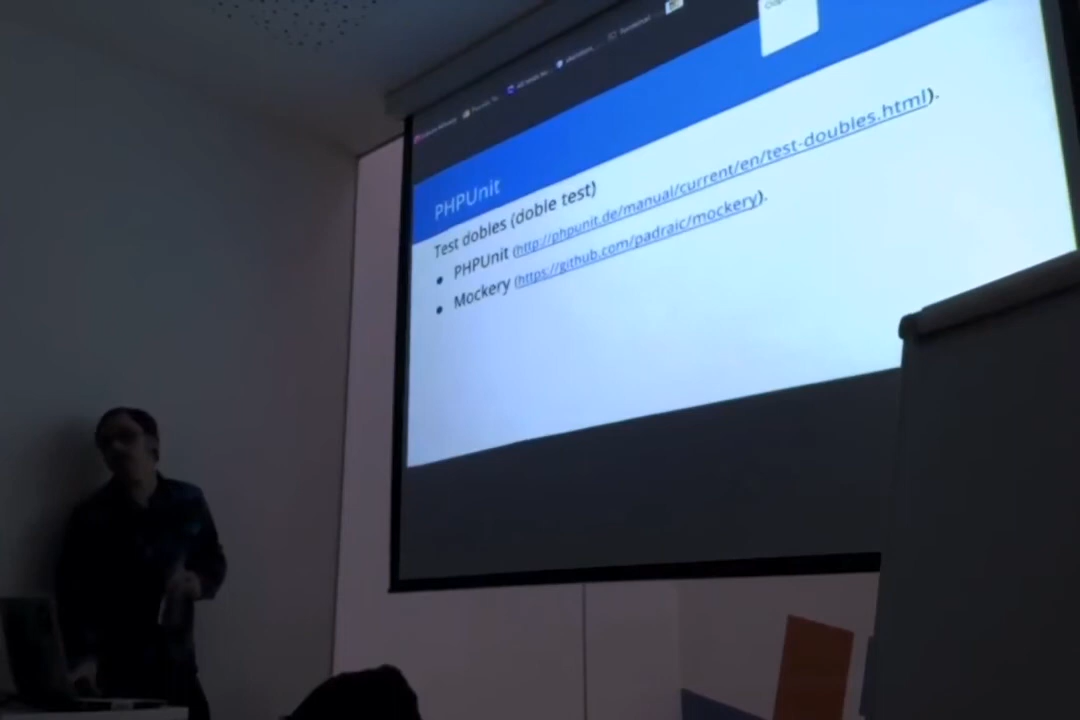 PHPUnit
Test dobles (doble test)
PHPUnit (http://phpunit.de/manual/current/en/test-doubles.html).
Mockery (https://github.com/padraic/mockery).